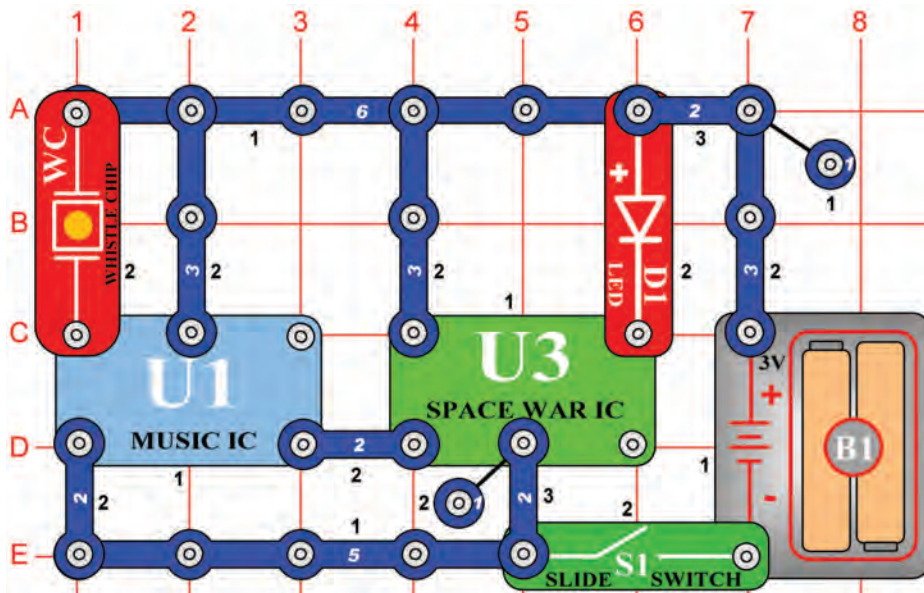 1 2 3 4 5 6 7 8
A 6 2
1 3
WC WHISTLE CHIP + 1
1
B
3 2 3 2 D1 LED 3 2
2 2
1
C
U1 U3 3V
MUSIC IC SPACE WAR IC + B1
D 2
1 2 1
2 2 2 1 2 3 2 -
1
E 5 S1
SLIDE SWITCH